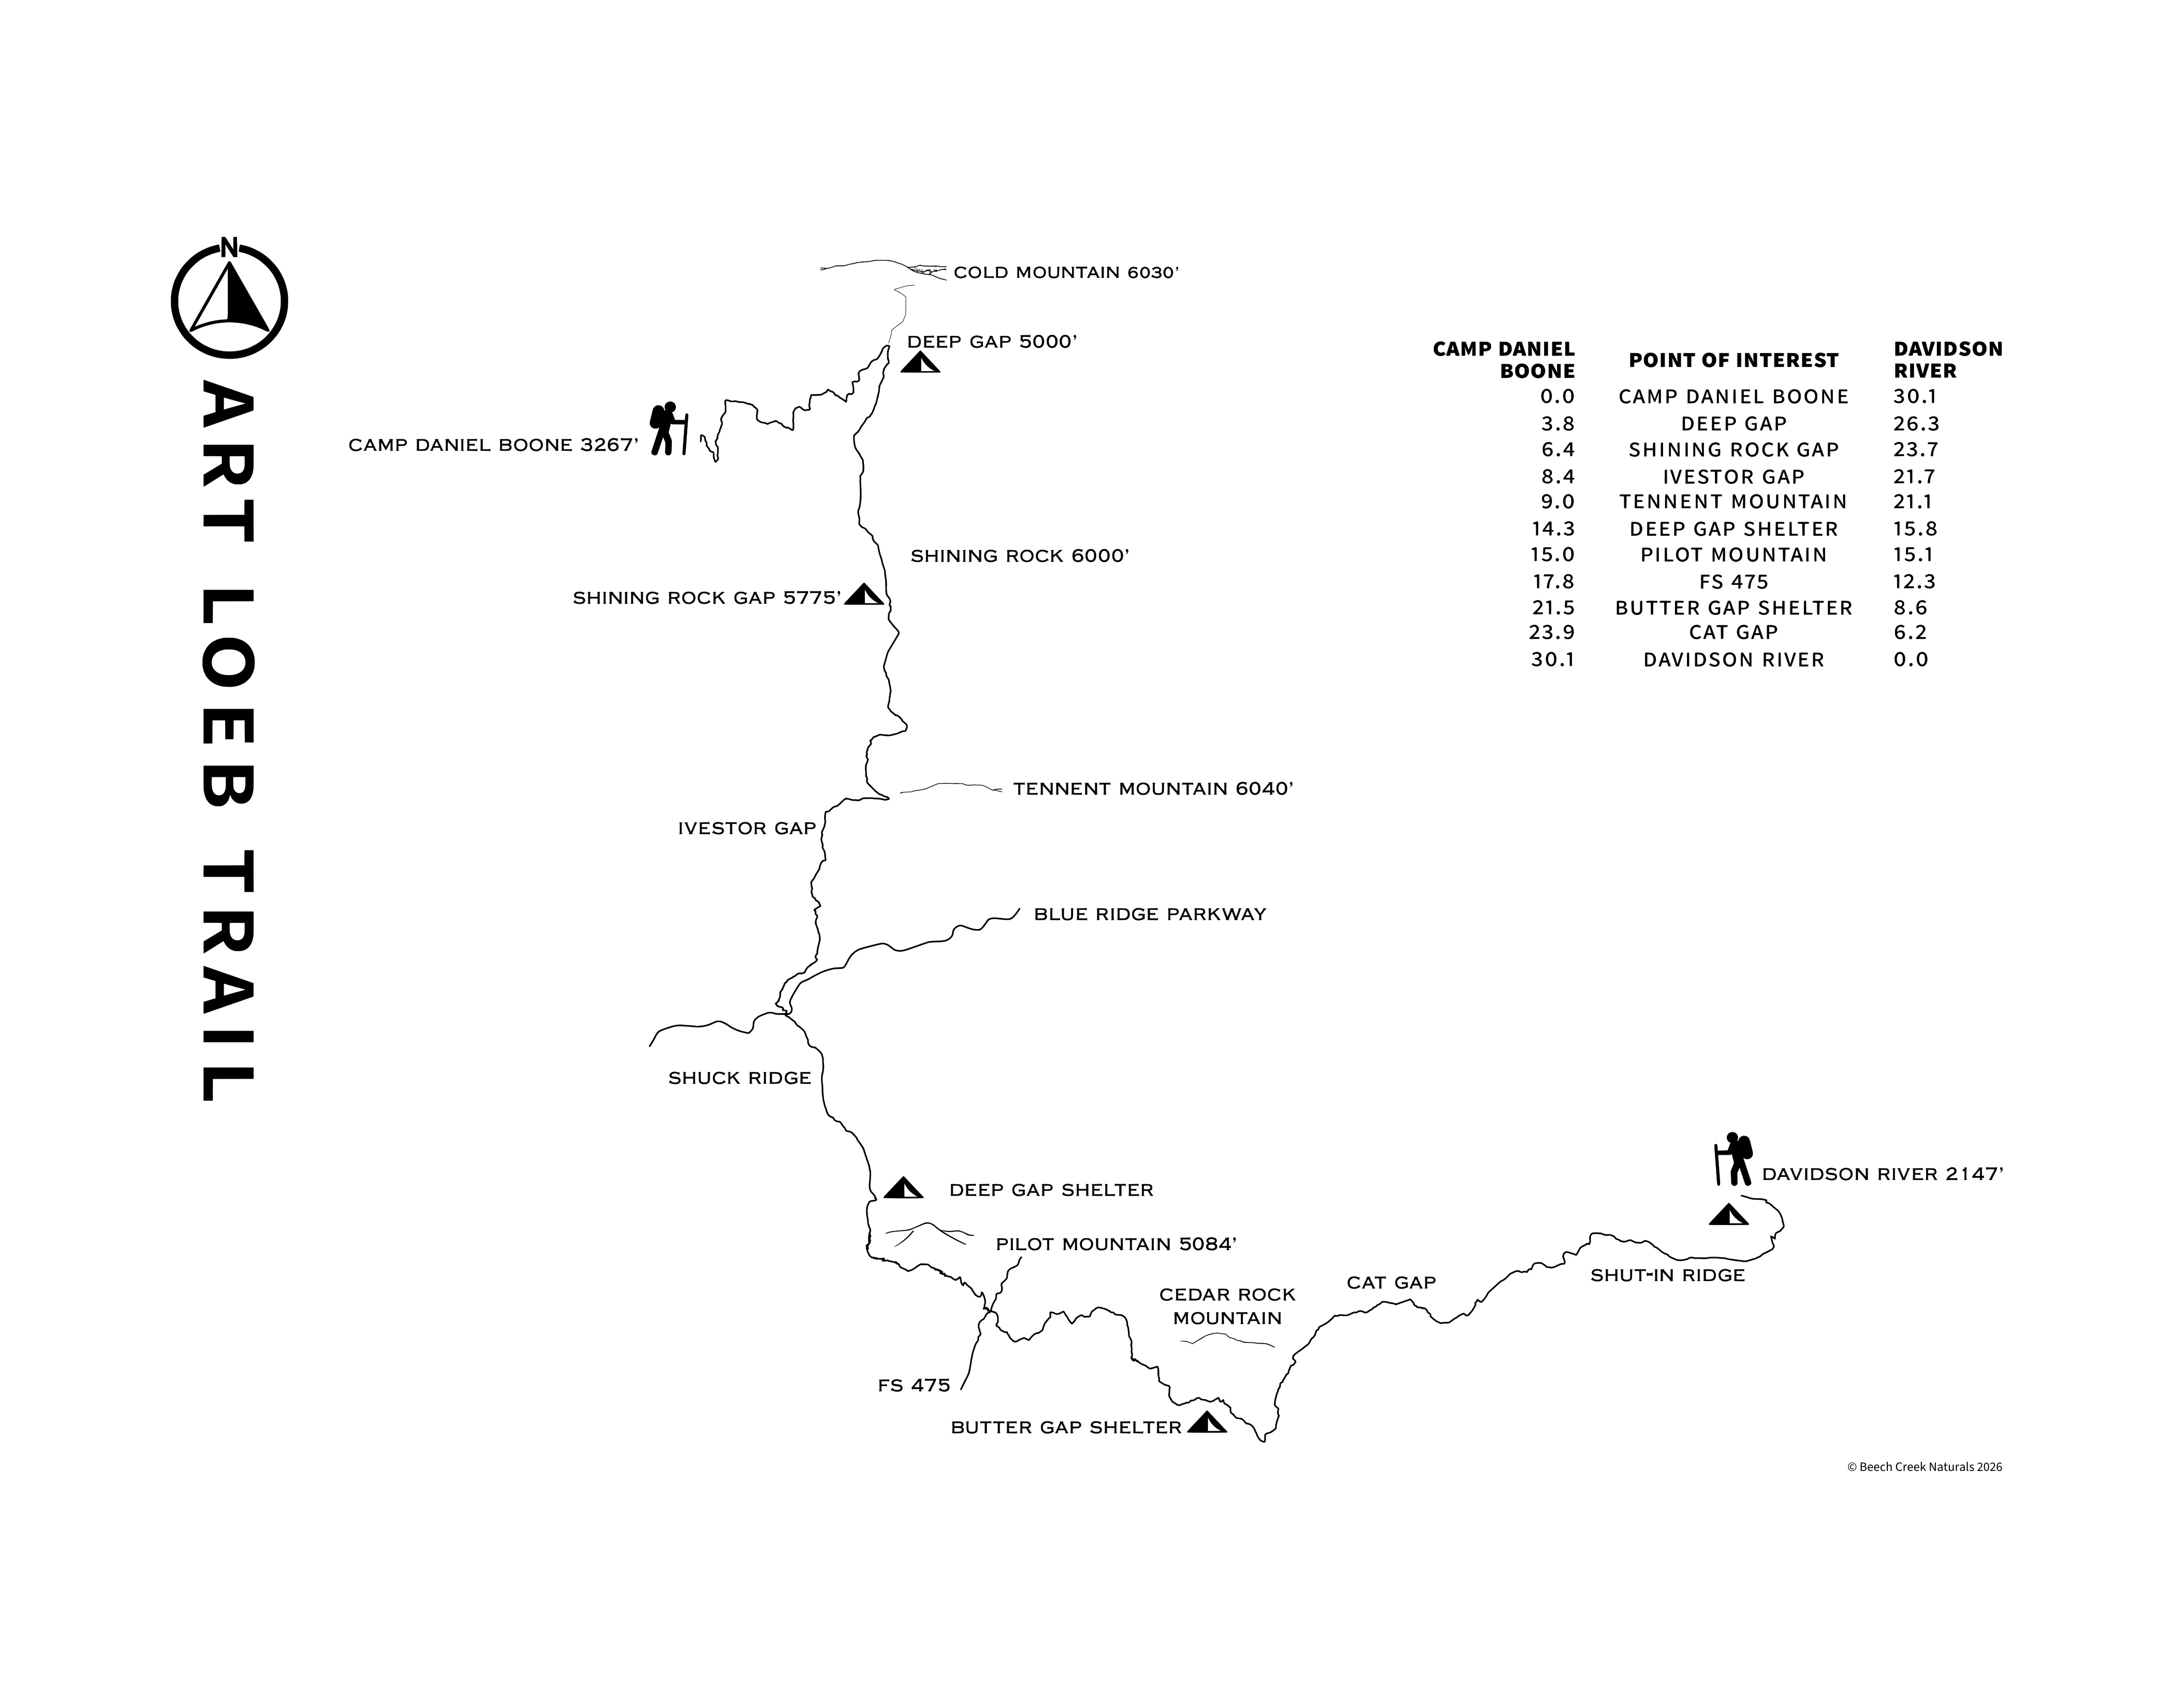 N
ART LOEB TRAIL
COLD MOUNTAIN 6030’
DEEP GAP 5000’
CAMP DANIEL BOONE 3267’
SHINING ROCK 6000’
SHINING ROCK GAP 5775’
TENNENT MOUNTAIN 6040’
IVESTOR GAP
BLUE RIDGE PARKWAY
SHUCK RIDGE
DEEP GAP SHELTER
PILOT MOUNTAIN 5084’
FS 475
BUTTER GAP SHELTER
CEDAR ROCK
MOUNTAIN
CAT GAP
SHUT-IN RIDGE
DAVIDSON RIVER 2147’
CAMP DANIEL BOONE POINT OF INTEREST DAVIDSON RIVER
0.0 CAMP DANIEL BOONE 30.1
3.8 DEEP GAP 26.3
6.4 SHINING ROCK GAP 23.7
8.4 IVESTOR GAP 21.7
9.0 TENNENT MOUNTAIN 21.1
14.3 DEEP GAP SHELTER 15.8
15.0 PILOT MOUNTAIN 15.1
17.8 FS 475 12.3
21.5 BUTTER GAP SHELTER 8.6
23.9 CAT GAP 6.2
30.1 DAVIDSON RIVER 0.0
© Beech Creek Naturals 2026